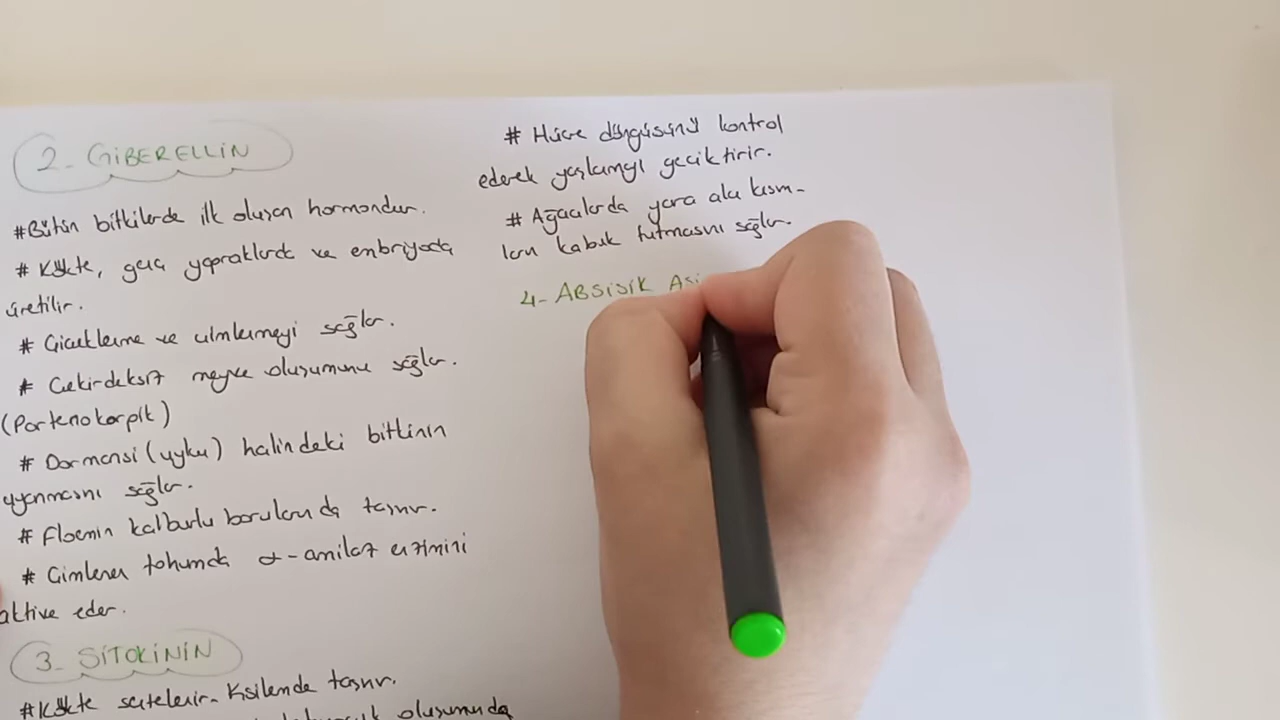 2- GİBERELLİN
#Bütün bitkilerde ilk oluşan hormondur.
# Kökte, genç yapraklarda ve embriyoda
üretilir.
# Çiçeklenme ve çimlenmeyi sağlar.
# Çekirdeksiz meyve oluşumunu sağlar.
(Partenokarpik)
# Dormansi (uyku) halindeki bitkinin
uyanmasını sağlar.
# Floemin kalburlu borularında taşınır.
# Çimlenen tohumda α-amilaz enzimini
aktive eder.
3- SİTOKİNİN
#Kökte sentezlenir. Ksilemde taşınır.
oluşumunda
# Hücre döngüsünü kontrol
ederek yaşlanmayı geciktirir.
# Ağaçlarda yara alan kısım-
ların kabuk tutmasını sağlar.
4- ABSİSİK ASİ